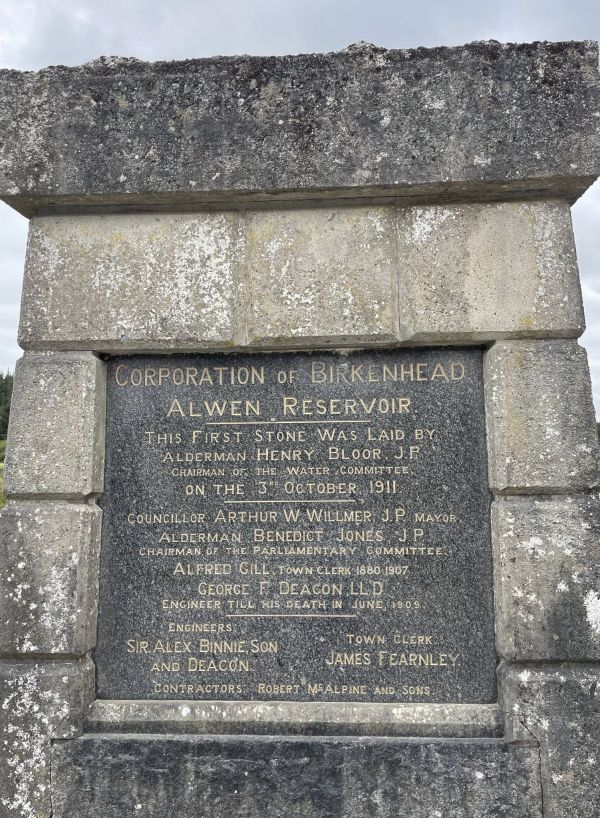 CORPORATION OF BIRKENHEAD
ALWEN RESERVOIR.
THIS FIRST STONE WAS LAID BY
ALDERMAN HENRY BLOOR, J.P.
CHAIRMAN OF THE WATER COMMITTEE.
ON THE 3RD OCTOBER 1911
COUNCILLOR ARTHUR W. WILLMER, J.P. MAYOR.
ALDERMAN BENEDICT JONES J.P.
CHAIRMAN OF THE PARLIAMENTARY COMMITTEE.
ALFRED GILL TOWN CLERK 1880-1907
GEORGE F. DEACON LL.D.
ENGINEER TILL HIS DEATH IN JUNE, 1909.
ENGINEERS:
SIR ALEX. BINNIE, SON
AND DEACON.
TOWN CLERK.
JAMES FEARNLEY.
CONTRACTORS. ROBERT MCALPINE AND SONS.